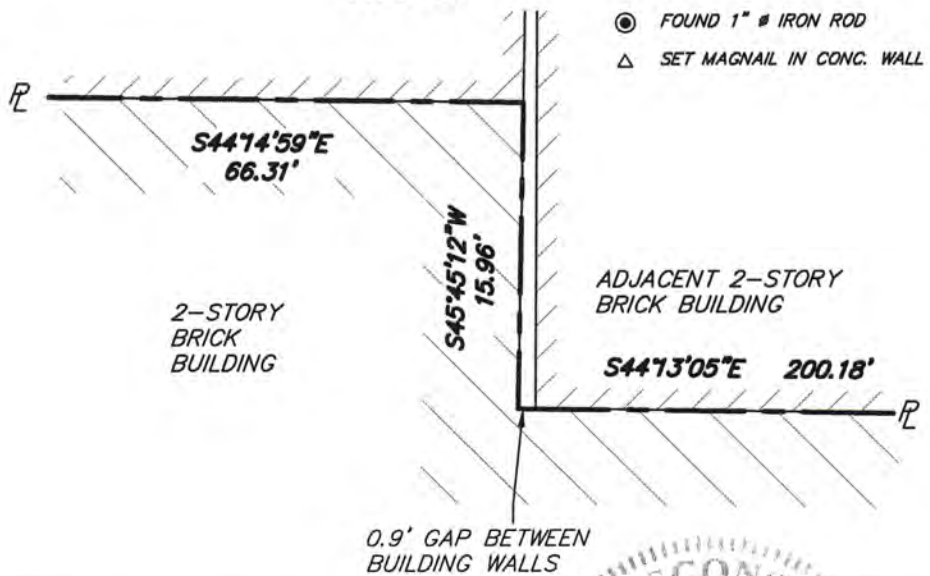 FOUND 1" ø IRON ROD
SET MAGNAIL IN CONC. WALL
PL
S44°14'59"E
66.31'
S45°45'12"W
15.96'
2-STORY
BRICK
BUILDING
ADJACENT 2-STORY
BRICK BUILDING
S44°13'05"E 200.18'
PL
0.9' GAP BETWEEN
BUILDING WALLS